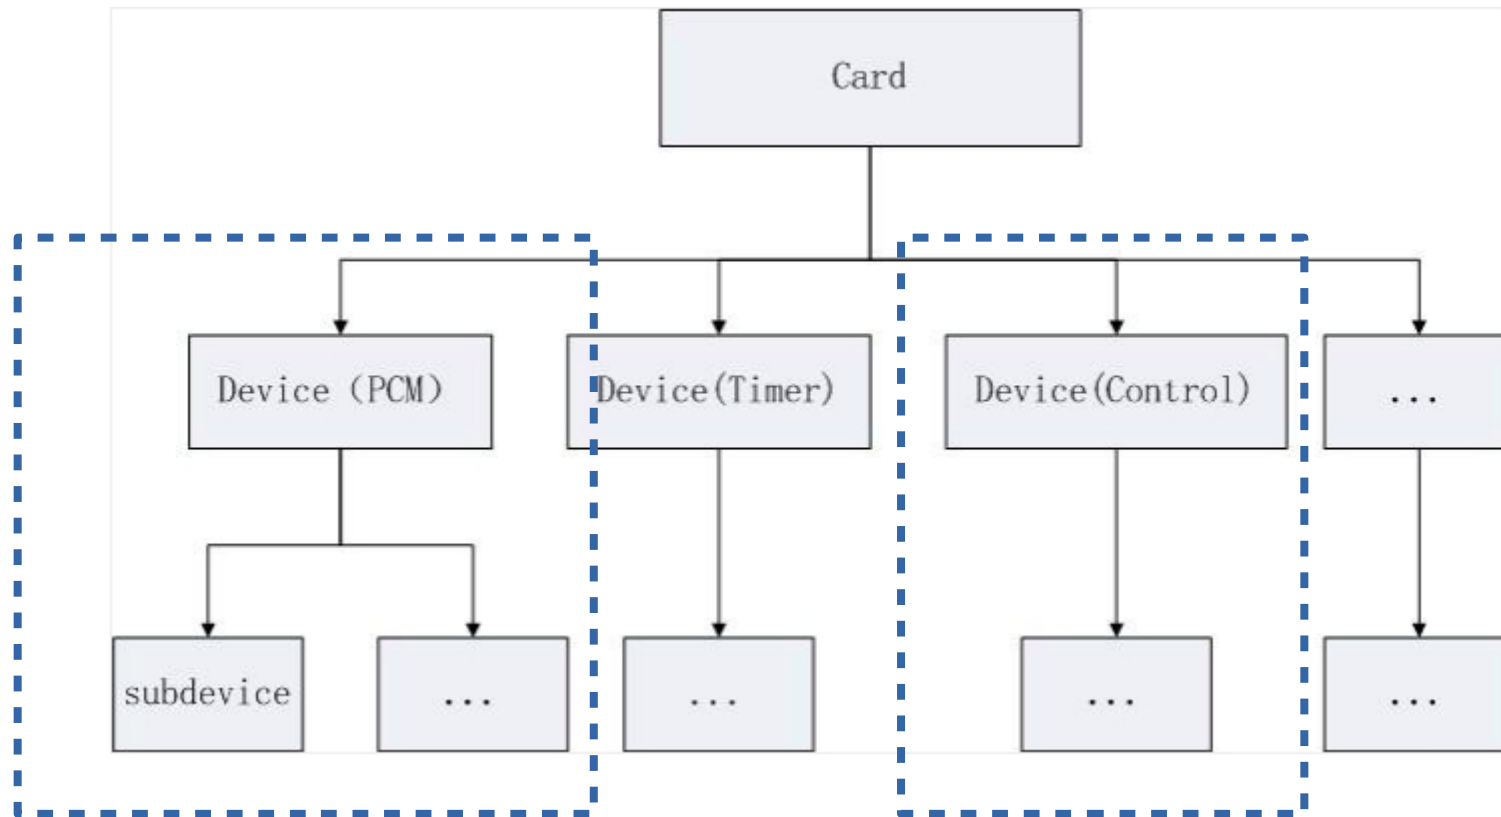 Card
Device（PCM）
Device(Timer)
Device(Control)
...
subdevice
...
...
...
...